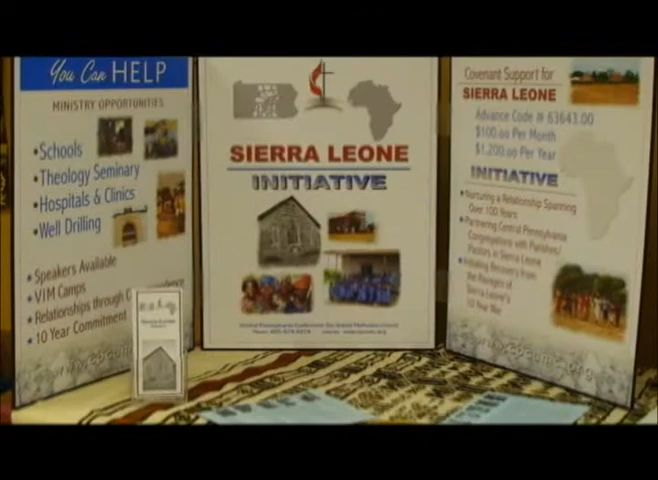 You Can HELP
MINISTRY OPPORTUNITIES
•Schools
•Theology Seminary
•Hospitals & Clinics
•Well Drilling
•Speakers Available
•VIM Camps
•Relationships through
•10 Year Commitment
SIERRA LEONE
INITIATIVE
Covenant Support for
SIERRA LEONE
Advance Code # 63643.00
$100.00 Per Month
$1,200.00 Per Year
INITIATIVE
•Nurturing a Relationship Spanning
Over 100 Years
•Partnering Central Pennsylvania
Congregations with Parishes/
Pastors in Sierra Leone
•Initiating Recovery from
the Ravages of
Sierra Leone's
10 Year War